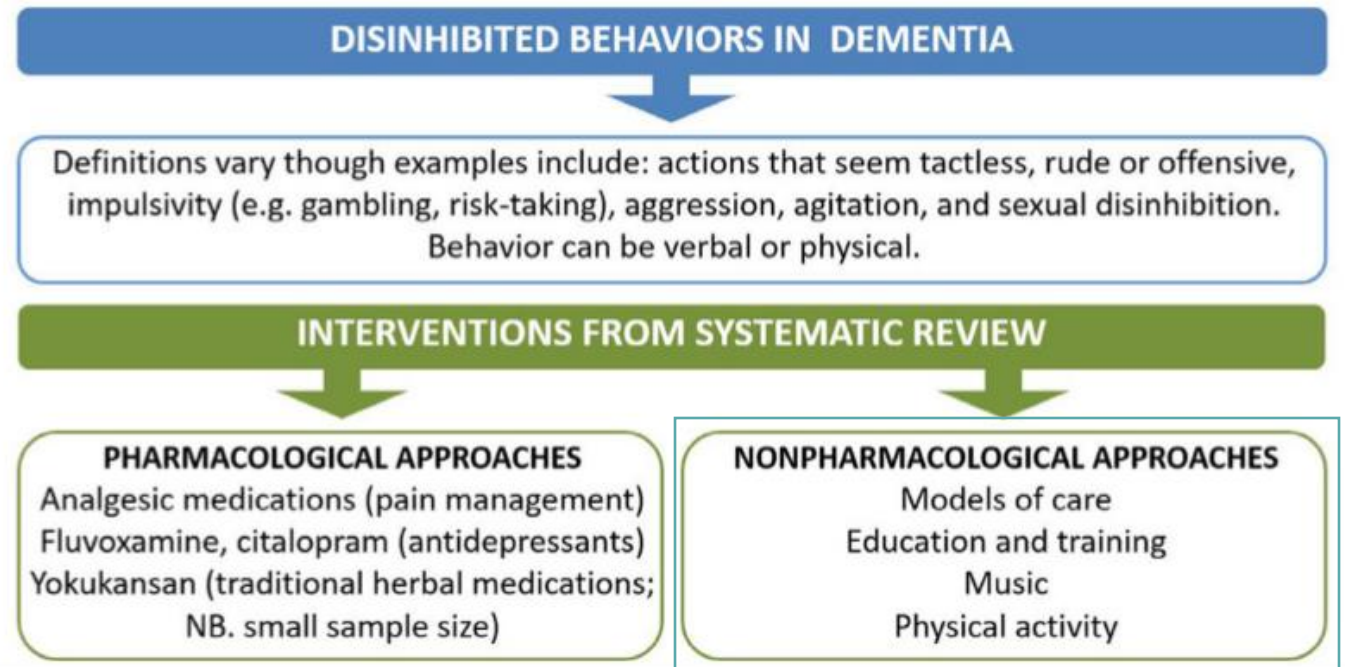 DISINHIBITED BEHAVIORS IN DEMENTIA
Definitions vary though examples include: actions that seem tactless, rude or offensive,
impulsivity (e.g. gambling, risk-taking), aggression, agitation, and sexual disinhibition.
Behavior can be verbal or physical.
INTERVENTIONS FROM SYSTEMATIC REVIEW
PHARMACOLOGICAL APPROACHES
Analgesic medications (pain management)
Fluvoxamine, citalopram (antidepressants)
Yokukansan (traditional herbal medications;
NB. small sample size)
NONPHARMACOLOGICAL APPROACHES
Models of care
Education and training
Music
Physical activity